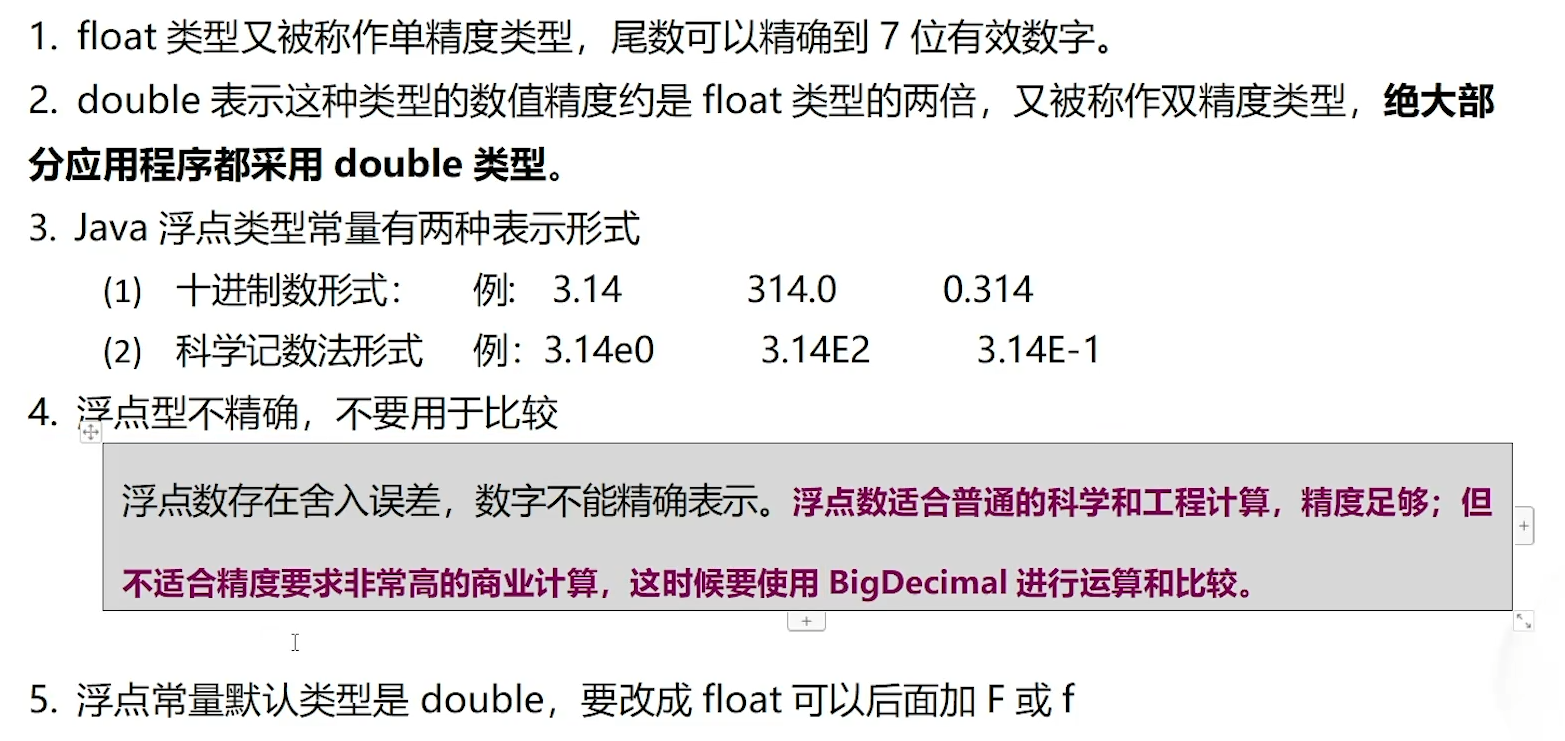 1. float 类型又被称作单精度类型，尾数可以精确到 7 位有效数字。
2. double 表示这种类型的数值精度约是 float 类型的两倍，又被称作双精度类型，绝大部
分应用程序都采用 double 类型。
3. Java 浮点类型常量有两种表示形式
(1) 十进制数形式： 例: 3.14 314.0 0.314
(2) 科学记数法形式 例：3.14e0 3.14E2 3.14E-1
4. 浮点型不精确，不要用于比较
浮点数存在舍入误差，数字不能精确表示。浮点数适合普通的科学和工程计算，精度足够；但
不适合精度要求非常高的商业计算，这时候要使用 BigDecimal 进行运算和比较。
5. 浮点常量默认类型是 double，要改成 float 可以后面加 F 或 f